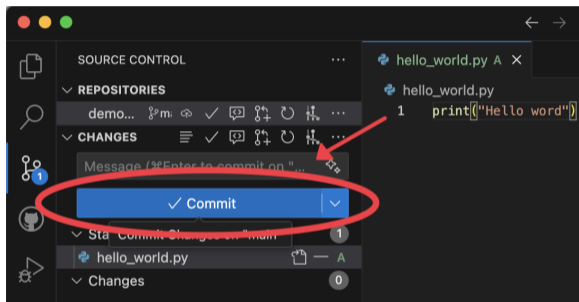 SOURCE CONTROL
REPOSITORIES
demo...
CHANGES
Message (⌘Enter to commit on "...
Commit
Sta
Commit Changes on "main"
1
hello_world.py
A
Changes
0
1
hello_world.py A
hello_world.py
1 print("Hello word")